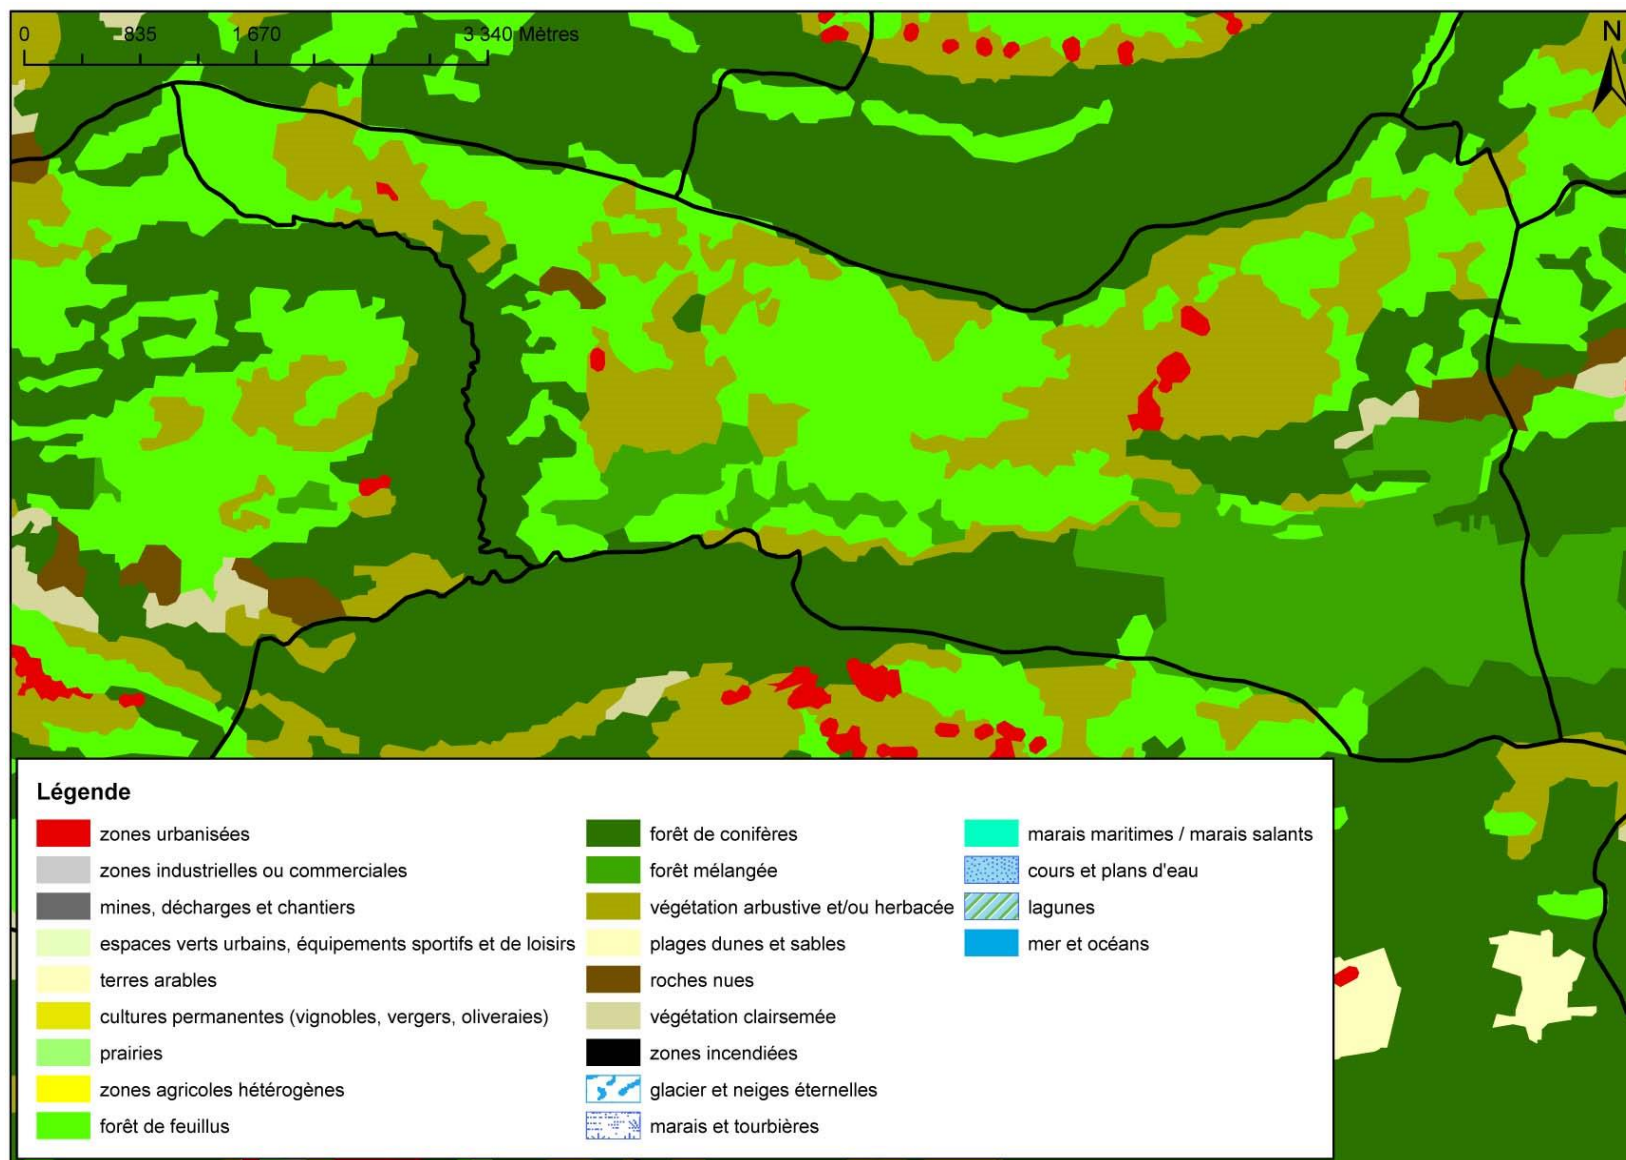 0 835 1 670 3 340 Mètres
N
Légende
zones urbanisées
zones industrielles ou commerciales
mines, décharges et chantiers
espaces verts urbains, équipements sportifs et de loisirs
terres arables
cultures permanentes (vignobles, vergers, oliveraies)
prairies
zones agricoles hétérogènes
forêt de feuillus
forêt de conifères
forêt mélangée
végétation arbustive et/ou herbacée
plages dunes et sables
roches nues
végétation clairsemée
zones incendiées
glacier et neiges éternelles
marais et tourbières
marais maritimes / marais salants
cours et plans d'eau
lagunes
mer et océans